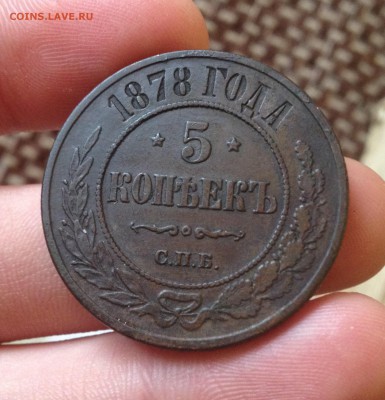 COINS.LAVE.RU
1878 ГОДА
5
КОПѢЕКЪ
С.П.Б.